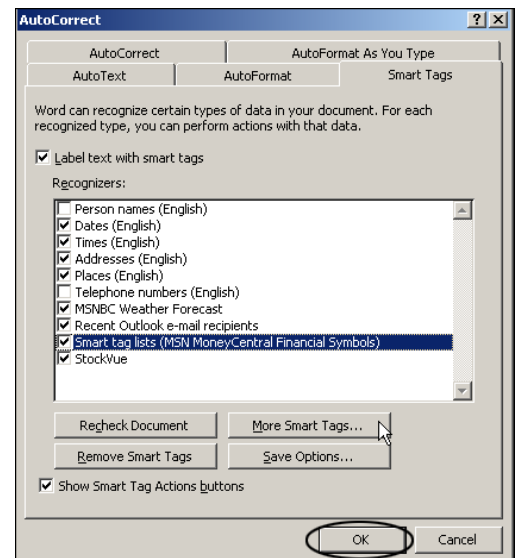 AutoCorrect
AutoCorrect AutoFormat As You Type
AutoText AutoFormat Smart Tags
Word can recognize certain types of data in your document. For each
recognized type, you can perform actions with that data.
Label text with smart tags
Recognizers:
Person names (English)
Dates (English)
Times (English)
Addresses (English)
Places (English)
Telephone numbers (English)
MSNBC Weather Forecast
Recent Outlook e-mail recipients
Smart tag lists (MSN MoneyCentral Financial Symbols)
StockVue
Recheck Document More Smart Tags...
Remove Smart Tags Save Options...
Show Smart Tag Actions buttons
OK Cancel